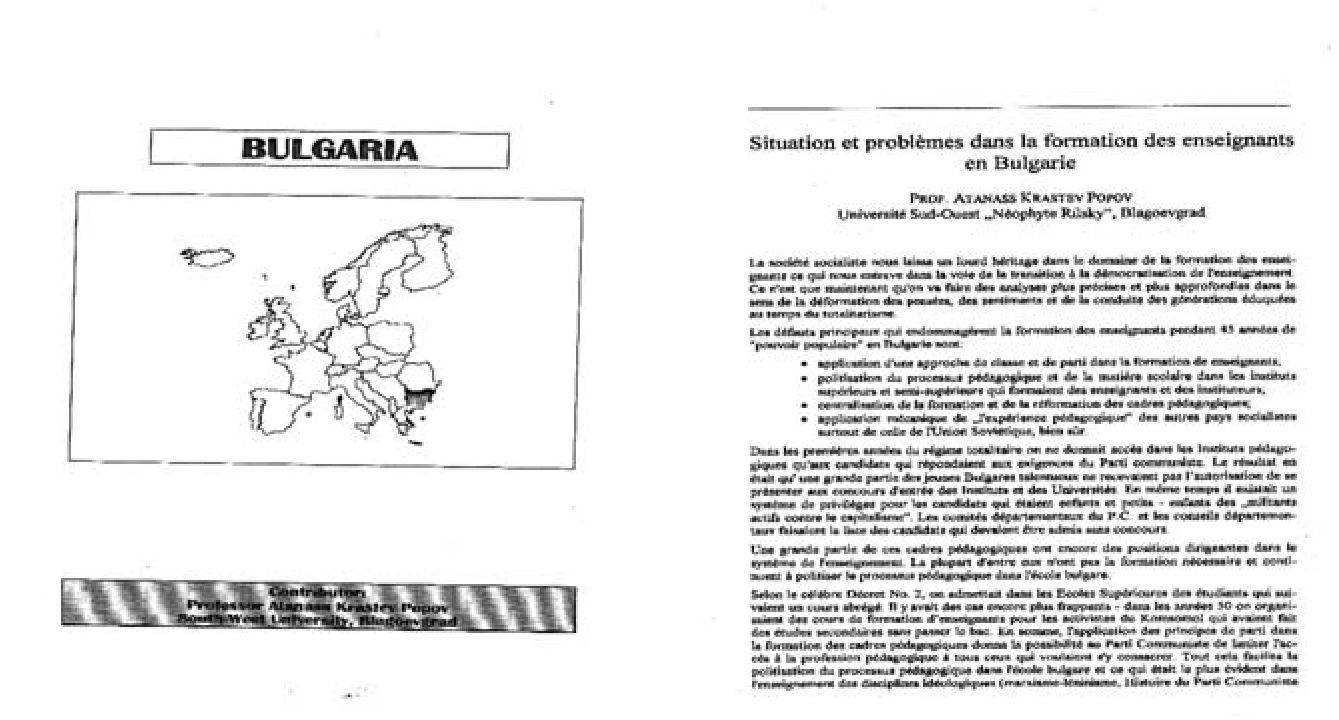 BULGARIA
Contributor:
Professor Atanass Krastev Popov
South-West University, Blagoevgrad
Situation et problèmes dans la formation des enseignants
en Bulgarie
PROF. ATANASS KRASTEV POPOV
Université Sud-Ouest „Néophyte Rilsky", Blagoevgrad
La société socialiste nous laissa un lourd héritage dans le domaine de la formation des ensei-
gnants ce qui nous entrave dans la voie de la transition à la démocratisation de l'enseignement.
Ce n'est que maintenant qu'on va faire des analyses plus précises et plus approfondies dans le
sens de la déformation des pensées, des sentiments et de la conduite des générations éduquées
au temps du totalitarisme.
Les défauts principaux qui endommagèrent la formation des enseignants pendant 45 années de
"pouvoir populaire" en Bulgarie sont:
• application d'une approche de classe et de parti dans la formation de enseignants;
• politisation du processus pédagogique et de la matière scolaire dans les instituts
supérieurs et semi-supérieurs qui formaient des enseignants et des instituteurs;
• centralisation de la formation et de la réformation des cadres pédagogiques;
• application mécanique de „l'expérience pédagogique" des autres pays socialistes
surtout de celle de l'Union Soviétique, bien sûr.
Dans les premières années du régime totalitaire on ne donnait accès dans les Instituts pédago-
giques qu'aux candidats qui répondaient aux exigences du Parti communiste. Le résultat en
était qu' une grande partie des jeunes Bulgares talentueux ne recevaient pas l'autorisation de se
présenter aux concours d'entrée des Instituts et des Universités. En même temps il existait un
système de privilèges pour les candidats qui étaient enfants et petits - enfants des „militants
actifs contre le capitalisme". Les comités départementaux du P.C. et les conseils départemen-
taux faisaient la liste des candidats qui devaient être admis sans concours.
Une grande partie de ces cadres pédagogiques ont encore des positions dirigeantes dans le
système de l'enseignement. La plupart d'entre eux n'ont pas la formation nécessaire et conti-
nuent à politiser le processus pédagogique dans l'école bulgare.
Selon le célèbre Décret No. 2, on admettait dans les Ecoles Supérieures des étudiants qui sui-
vaient un cours abrégé. Il y avait des cas encore plus frappants - dans les années 50 on organi-
saient des cours de formation d'enseignants pour les activistes du Komsomol qui avaient fait
des études secondaires sans passer le bac. En somme, l'application des principes de parti dans
la formation des cadres pédagogiques donna la possibilité au Parti Communiste de limiter l'ac-
cès à la profession pédagogique à tous ceux qui voulaient s'y consacrer. Tout cela facilita la
politisation du processus pédagogique dans l'école bulgare et ce qui était le plus évident dans
l'enseignement des disciplines idéologiques (marxisme-léninisme, Histoire du Parti Communiste